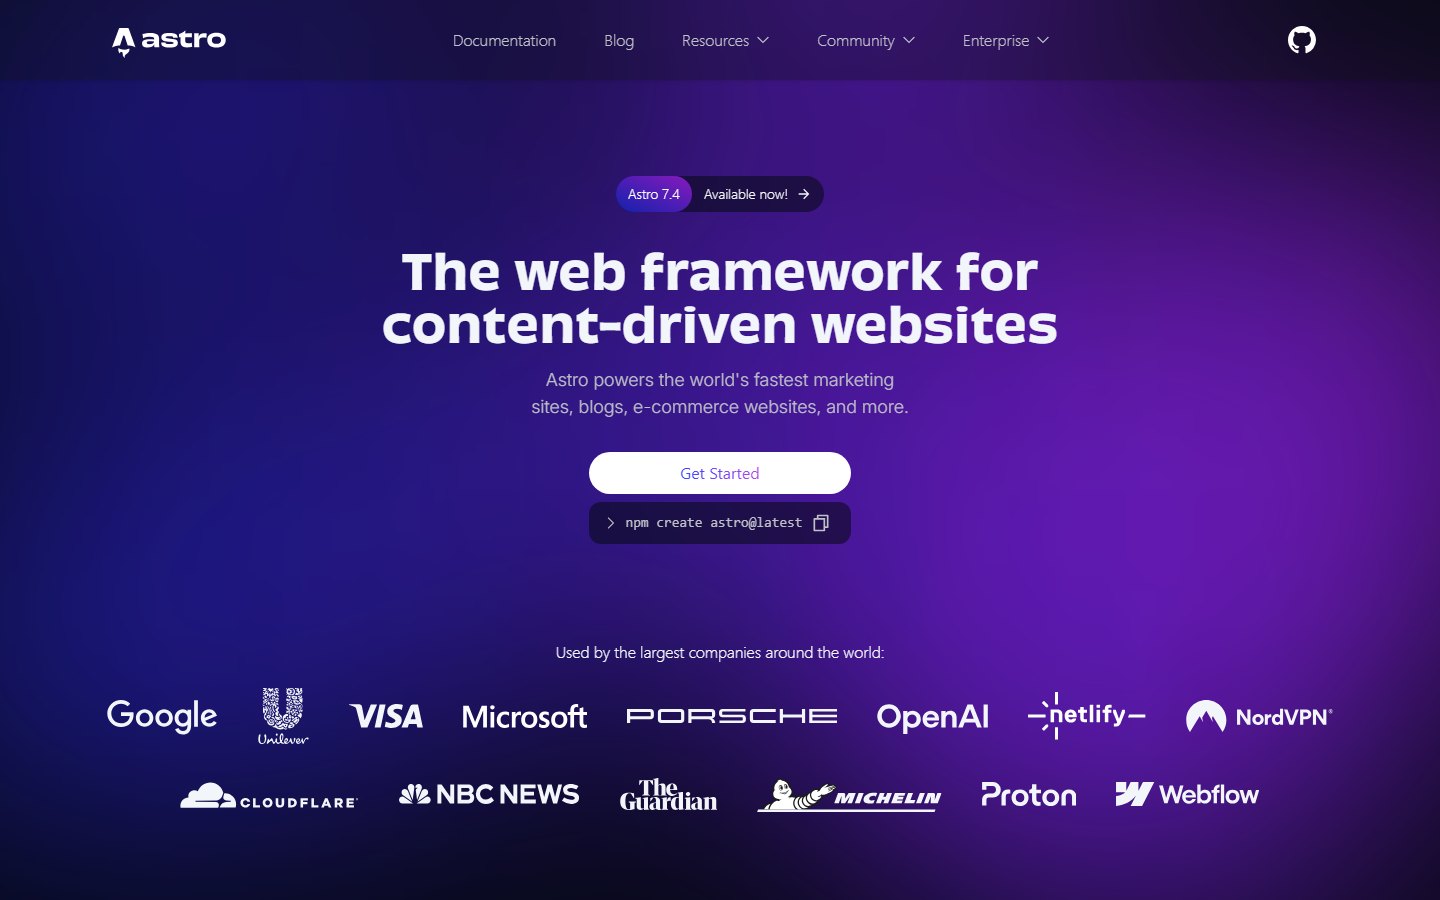 astro
Documentation
Blog
Resources
Community
Enterprise
Astro 7.4
Available now!
The web framework for
content-driven websites
Astro powers the world's fastest marketing
sites, blogs, e-commerce websites, and more.
Get Started
npm create astro@latest
Used by the largest companies around the world:
Google
Unilever
VISA
Microsoft
PORSCHE
OpenAI
netlify
NordVPN®
CLOUDFLARE
NBC NEWS
The
Guardian
MICHELIN
Proton
Webflow